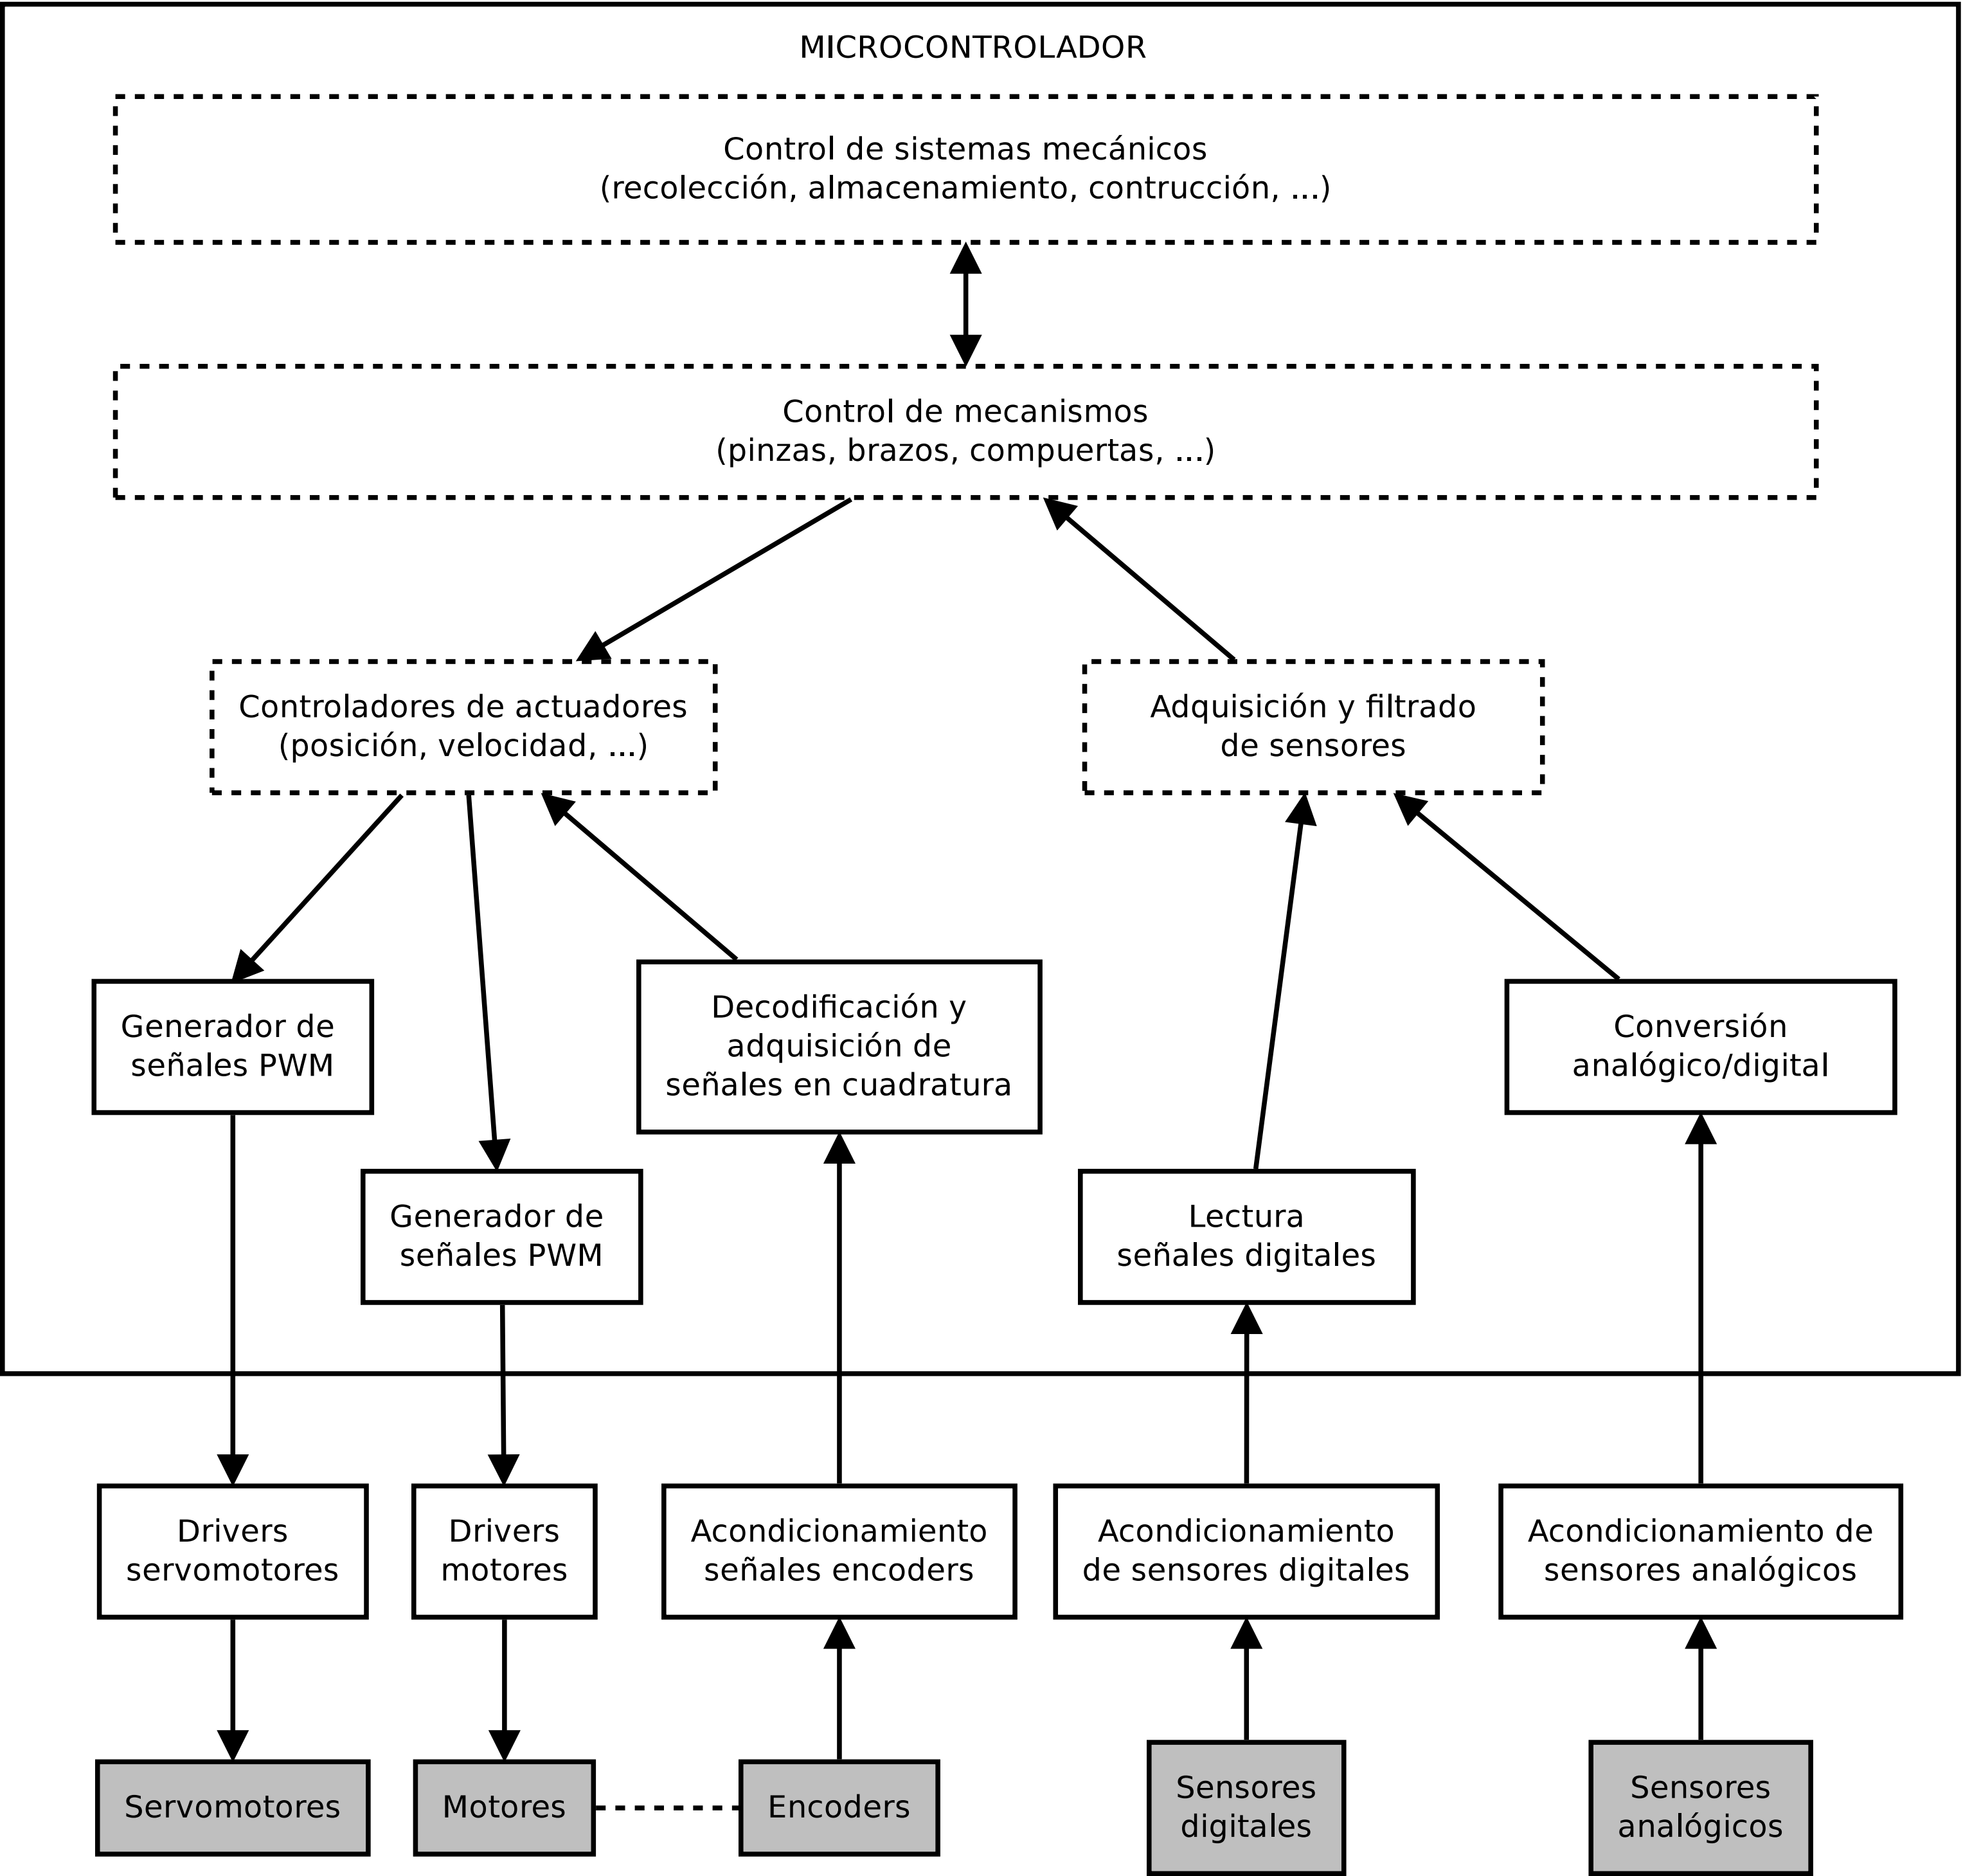 MICROCONTROLADOR
Control de sistemas mecánicos
(recolección, almacenamiento, contrucción, ...)
Control de mecanismos
(pinzas, brazos, compuertas, ...)
Controladores de actuadores
(posición, velocidad, ...)
Adquisición y filtrado
de sensores
Generador de
señales PWM
Decodificación y
adquisición de
señales en cuadratura
Conversión
analógico/digital
Generador de
señales PWM
Lectura
señales digitales
Drivers
servomotores
Drivers
motores
Acondicionamiento
señales encoders
Acondicionamiento
de sensores digitales
Acondicionamiento de
sensores analógicos
Servomotores
Motores
Encoders
Sensores
digitales
Sensores
analógicos